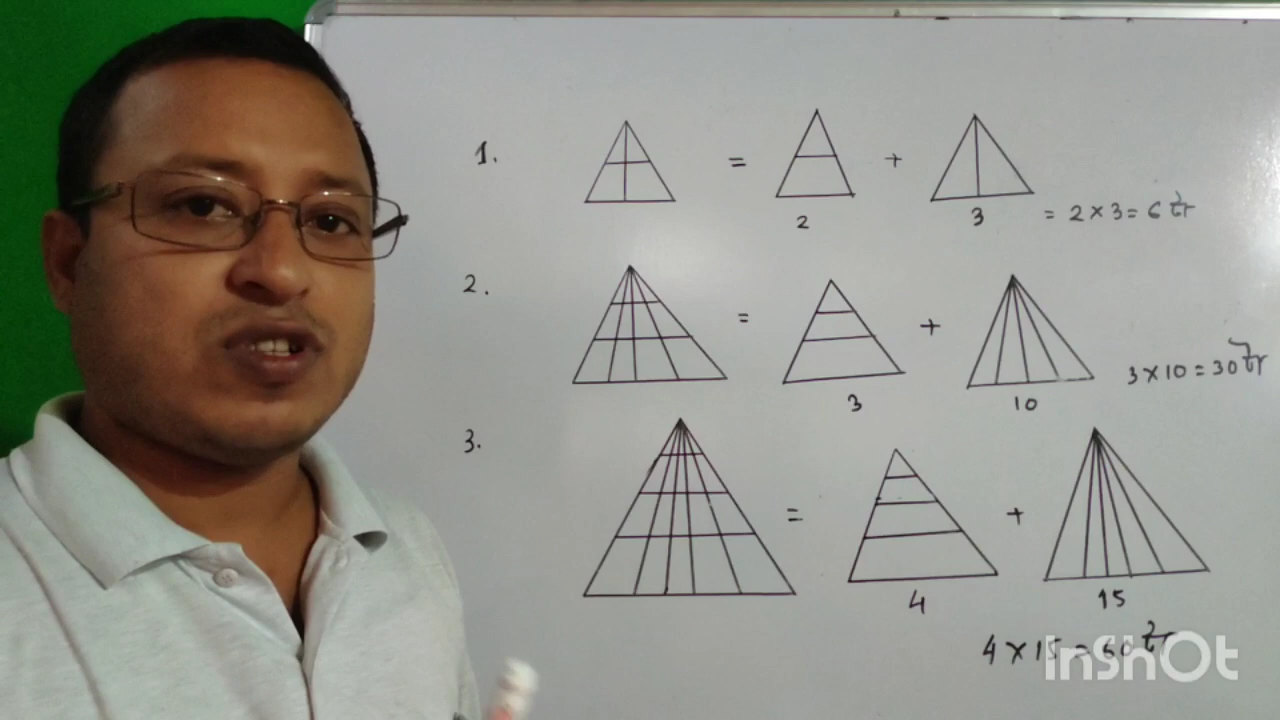 1. = +
2 3 = 2 × 3 = 6 টা
2. = +
3 10 3 × 10 = 30 টা
3. = +
4 15
4 × 15 = 60 টা
InShOt